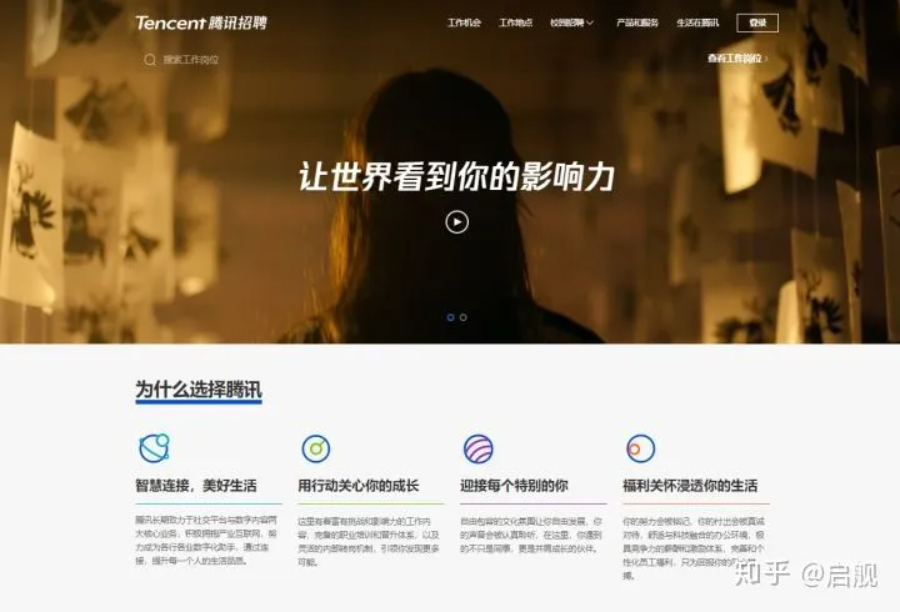 Tencent 腾讯招聘
工作机会 工作地点 校园招聘 产品和服务 生活在腾讯 登录
搜索工作岗位
查看工作岗位
让世界看到你的影响力
为什么选择腾讯
智慧连接，美好生活
腾讯长期致力于社交平台与数字内容两
大核心业务，积极拥抱产业互联网，努
力成为各行各业数字化助手，通过连
接，提升每一个人的生活品质。
用行动关心你的成长
这里有着富有挑战和影响力的工作内
容，完善的职业培训和晋升体系，以及
灵活的内部转岗机制，引领你发现更多
可能。
迎接每个特别的你
自由包容的文化氛围让你自由发展，你
的声音会被认真聆听，在这里，你遇到
的不只是同事，更是并肩成长的伙伴。
福利关怀浸透你的生活
你的努力会被铭记，你的付出会被真诚
对待，舒适与科技融合的办公环境，极
具竞争力的薪酬和激励体系，完善和个
性化员工福利，只为回报你的
携。
知乎 @启舰